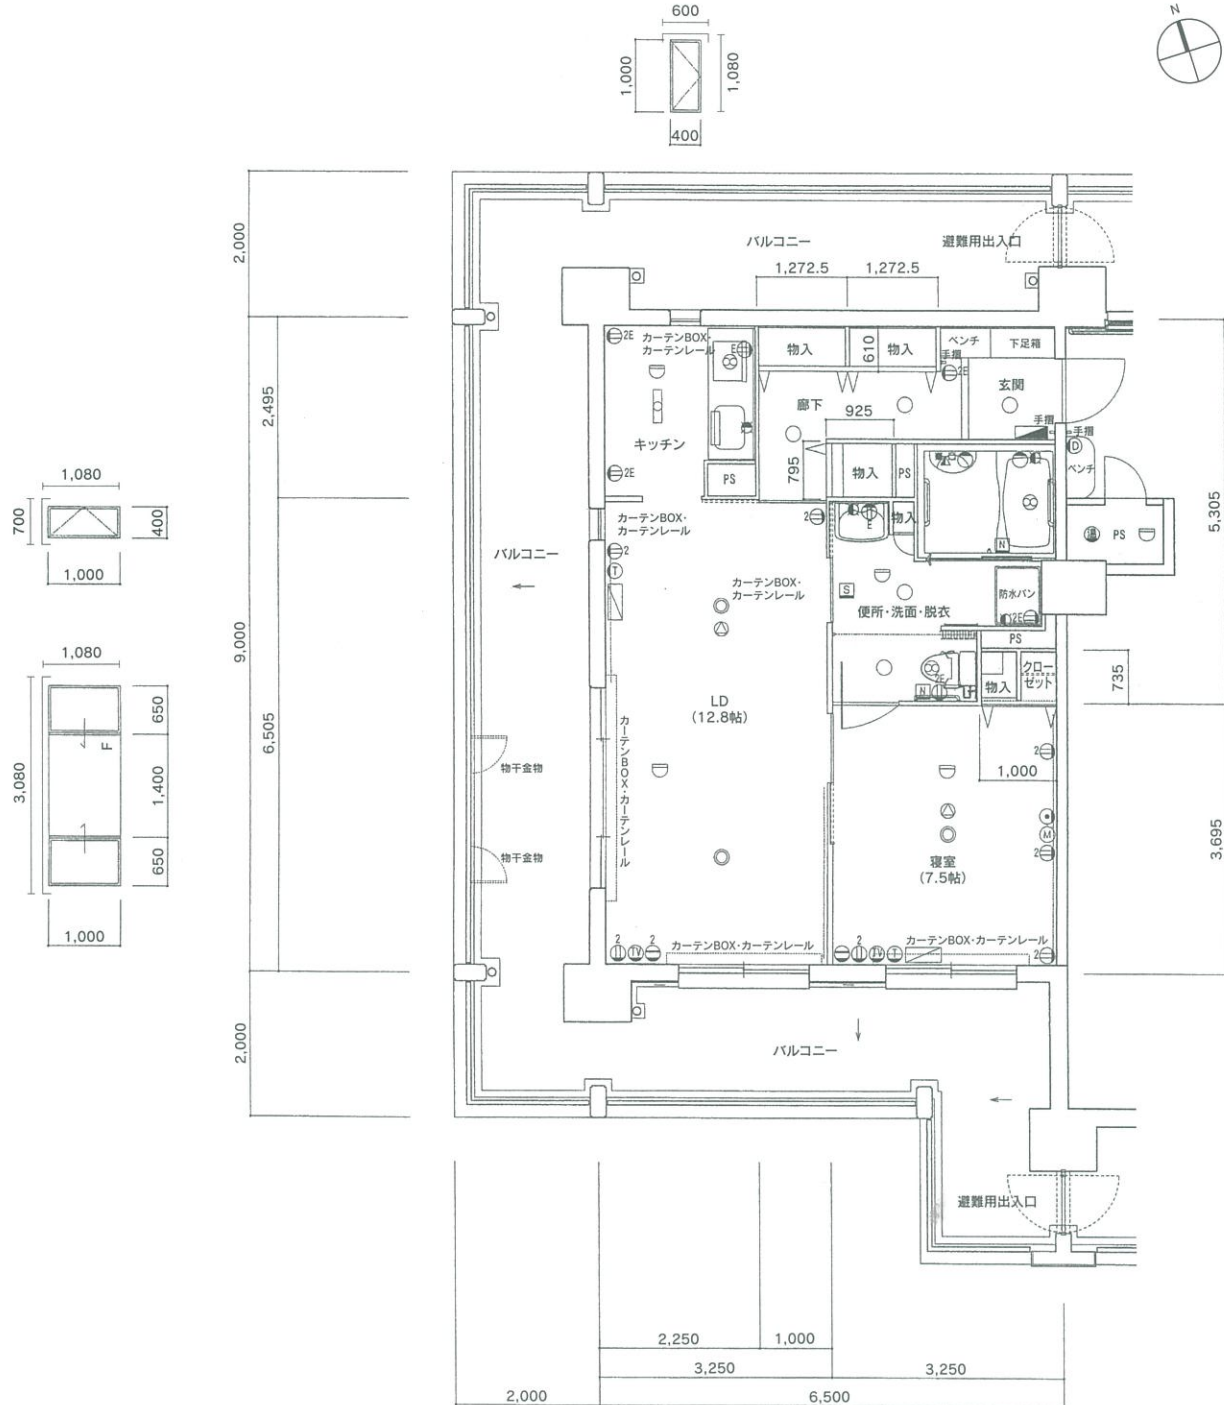 600
N
1,000
1,080
400
2,000
バルコニー
避難用出入口
1,272.5
1,272.5
2E
カーテンBOX・
カーテンレール
E
物入
610
物入
ベンチ
下足箱
手摺
2E
玄関
2,495
廊下
925
手摺
手摺
キッチン
D
ベンチ
1,080
2E
PS
795
物入
PS
700
400
5,305
2
カーテンBOX・
カーテンレール
E
物入
PS
1,000
バルコニー
2
T
N
カーテンBOX・
カーテンレール
S
防水パン
便所・洗面・脱衣
2E
9,000
PS
1,080
クロー
ゼット
735
2E
物入
LD
(12.8帖)
N
650
F
6,505
カーテンBOX・カーテンレール
2
物干金物
1,000
3,080
1,400
M
2
3,695
650
物干金物
寝室
(7.5帖)
1,000
2
TV
2
カーテンBOX・カーテンレール
2
TV
T
カーテンBOX・カーテンレール
2
2,000
バルコニー
避難用出入口
2,250
1,000
3,250
3,250
2,000
6,500